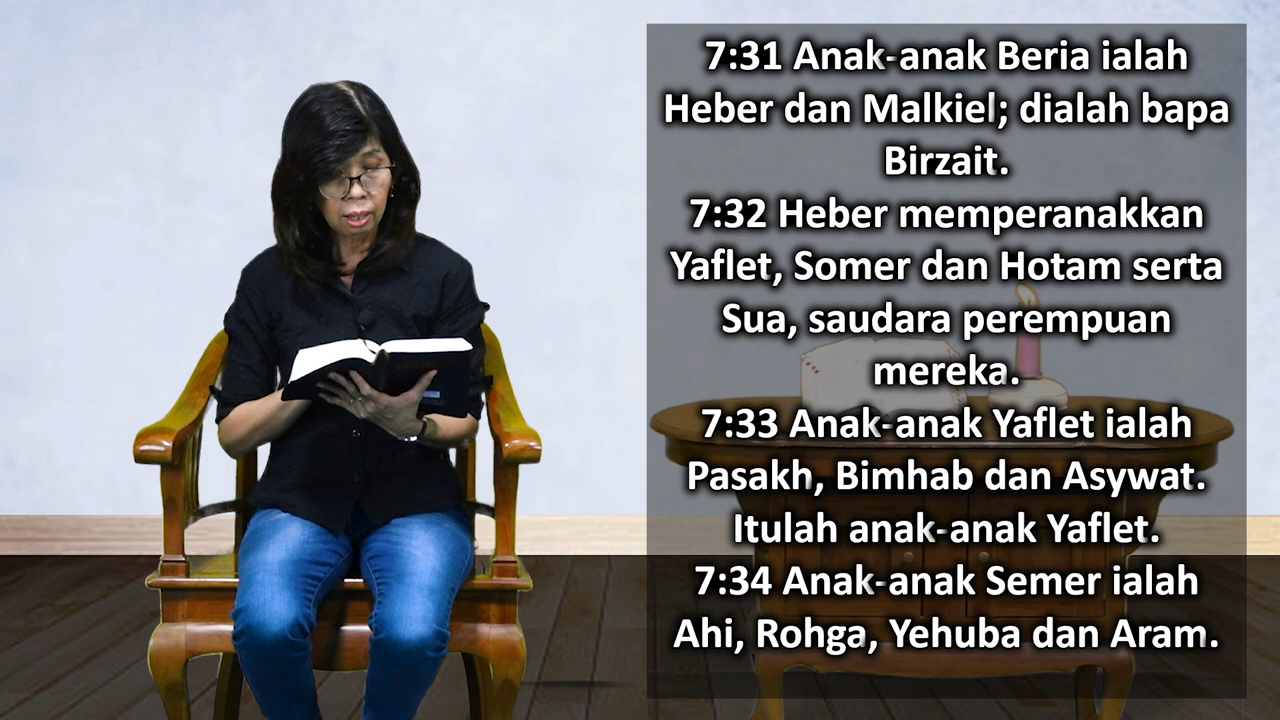 7:31 Anak-anak Beria ialah
Heber dan Malkiel; dialah bapa
Birzait.
7:32 Heber memperanakkan
Yaflet, Somer dan Hotam serta
Sua, saudara perempuan
mereka.
7:33 Anak-anak Yaflet ialah
Pasakh, Bimhab dan Asywat.
Itulah anak-anak Yaflet.
7:34 Anak-anak Semer ialah
Ahi, Rohga, Yehuba dan Aram.